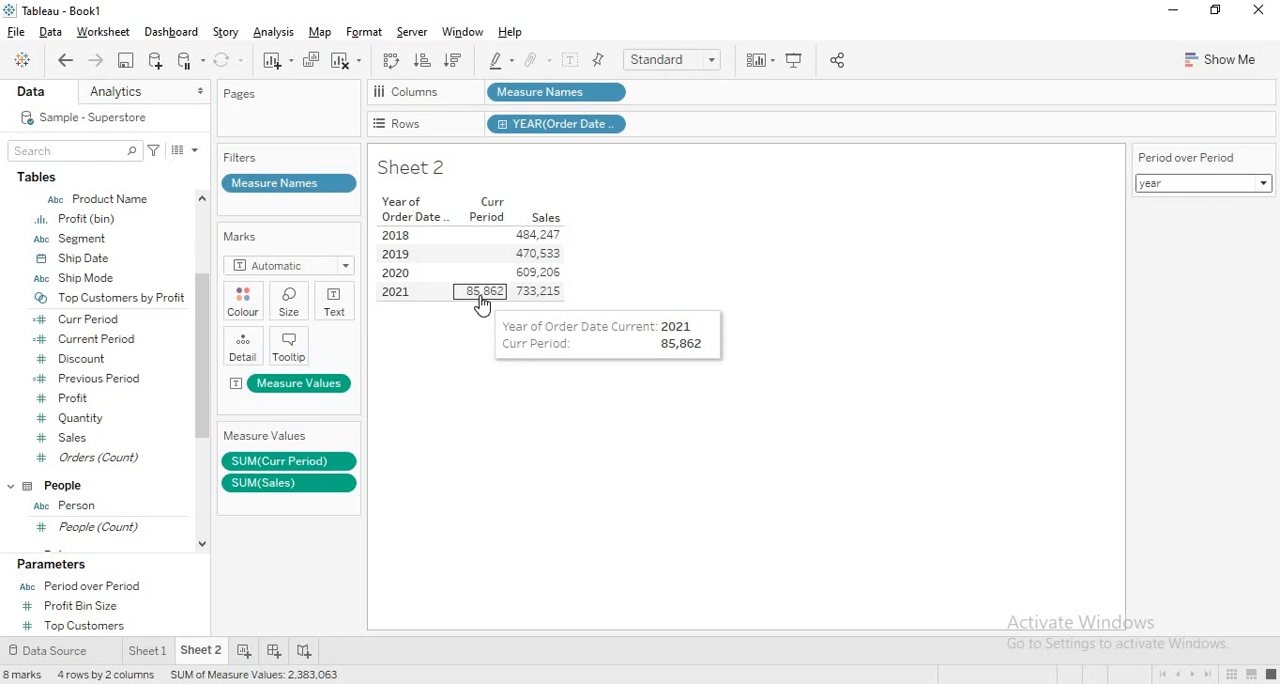 Tableau - Book1
File Data Worksheet Dashboard Story Analysis Map Format Server Window Help
Standard
Show Me
Data Analytics
Sample - Superstore
Search
Tables
Abc Product Name
Profit (bin)
Abc Segment
Ship Date
Abc Ship Mode
Top Customers by Profit
Curr Period
Current Period
Discount
Previous Period
Profit
Quantity
Sales
Orders (Count)
People
Abc Person
People (Count)
Parameters
Abc Period over Period
Profit Bin Size
Top Customers
Pages
Filters
Measure Names
Marks
Automatic
Colour Size Text
Detail Tooltip
Measure Values
Measure Values
SUM(Curr Period)
SUM(Sales)
Columns Measure Names
Rows YEAR(Order Date ..
Sheet 2
Year of Order Date .. Curr Period Sales
2018 484,247
2019 470,533
2020 609,206
2021 85,862 733,215
Year of Order Date Current: 2021
Curr Period: 85,862
Period over Period
year
Activate Windows
Go to Settings to activate Windows.
Data Source Sheet 1 Sheet 2
8 marks 4 rows by 2 columns SUM of Measure Values: 2,383,063